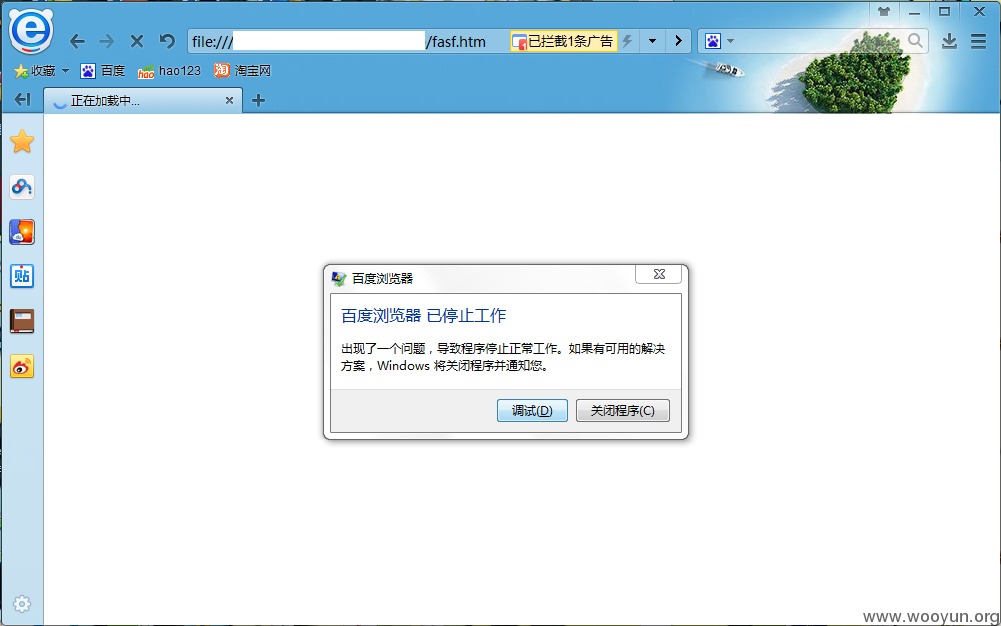 file:///
/fasf.htm
已拦截1条广告
收藏
百度
hao
hao123
淘
淘宝网
正在加载中...
贴
百度浏览器
百度浏览器 已停止工作
出现了一个问题，导致程序停止正常工作。如果有可用的解决
方案，Windows 将关闭程序并通知您。
调试(D)
关闭程序(C)
www.wooyun.org